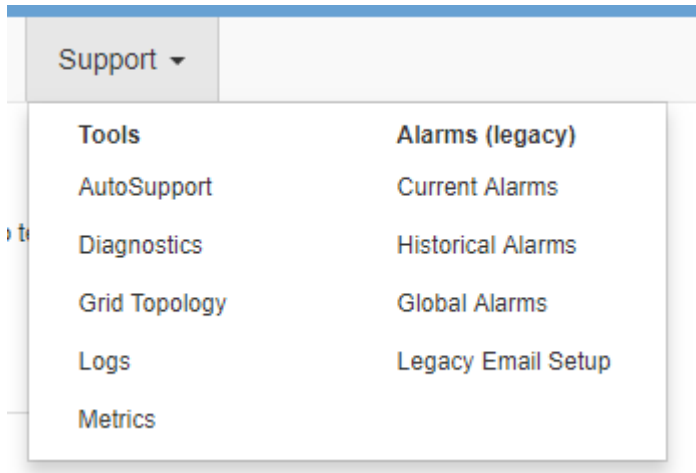 Support
Tools
AutoSupport
Diagnostics
Grid Topology
Logs
Metrics
Alarms (legacy)
Current Alarms
Historical Alarms
Global Alarms
Legacy Email Setup